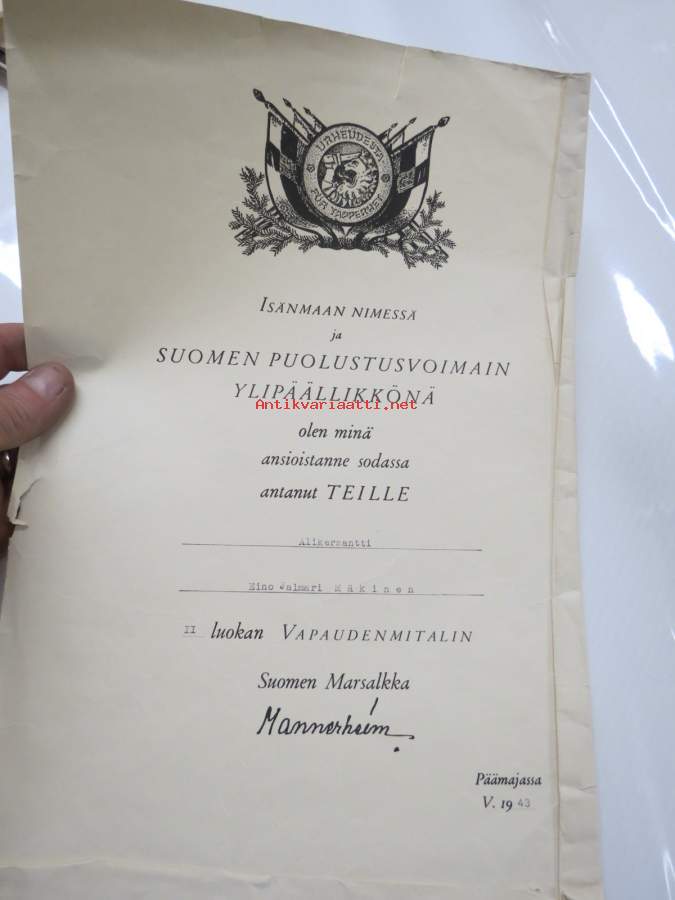 URHEUDESTA
FÖR TAPPERHET
ISÄNMAAN NIMESSÄ
ja
SUOMEN PUOLUSTUSVOIMAIN
YLIPÄÄLLIKKÖNÄ
Antikvariaatti.net
olen minä
ansioistanne sodassa
antanut TEILLE
Alikersantti
Eino Jalmari Mäkinen
II luokan VAPAUDENMITALIN
Suomen Marsalkka
Mannerheim.
Päämajassa
V. 1943